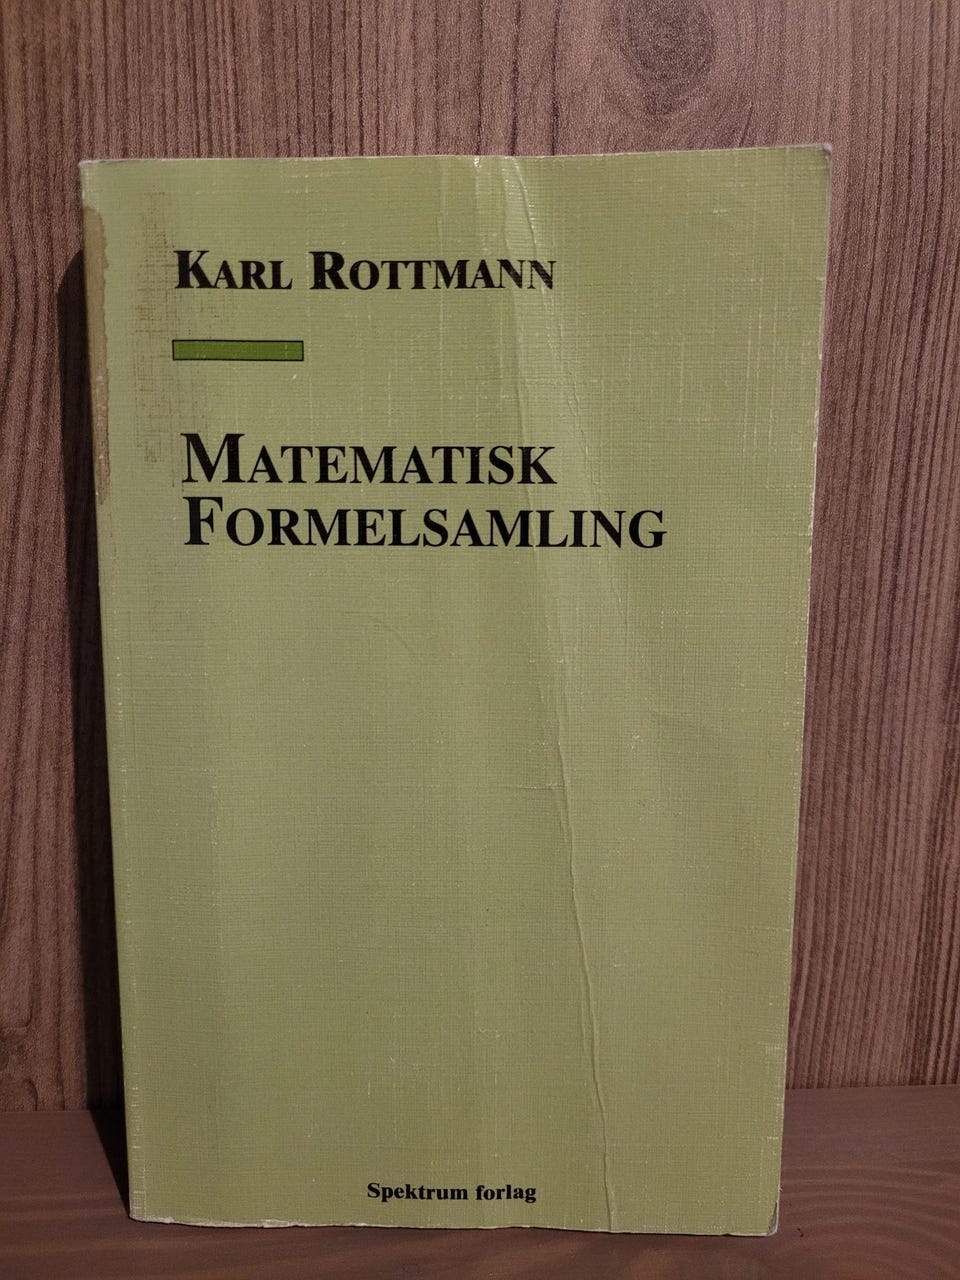 KARL ROTTMANN
MATEMATISK
FORMELSAMLING
Spektrum forlag